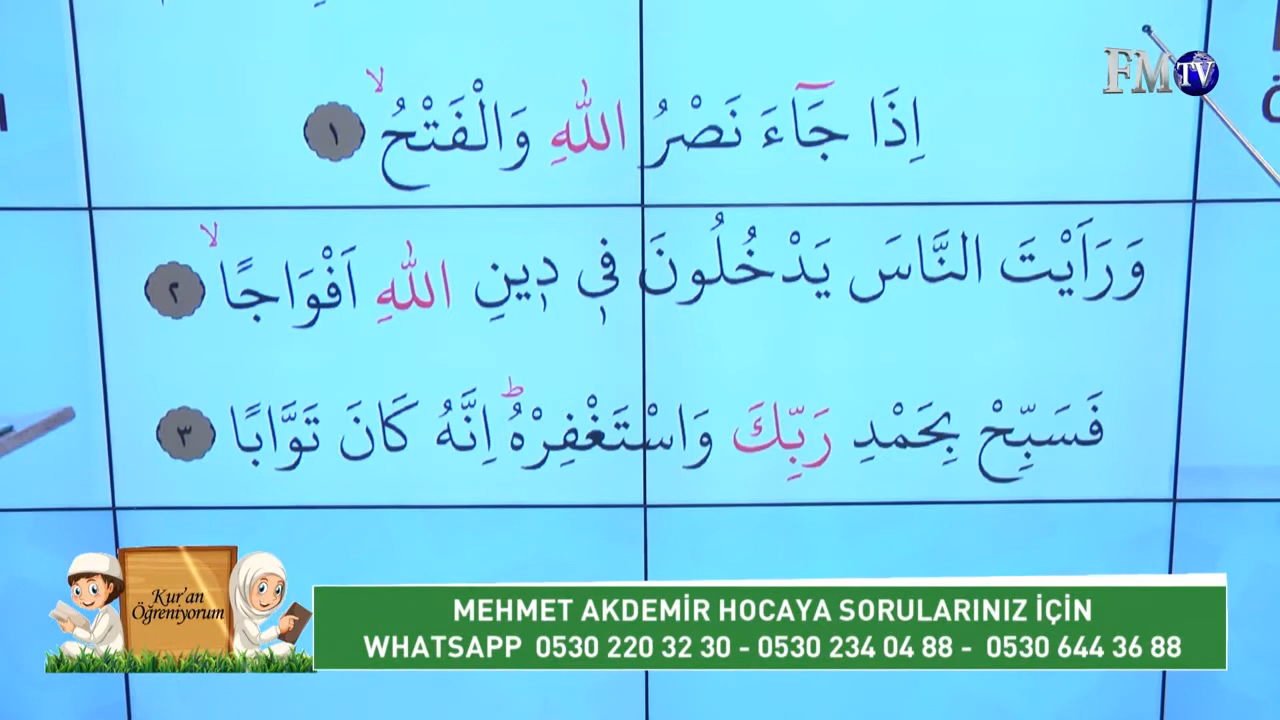 FM TV
اِذَا جَٓاءَ نَصْرُ اللّٰهِ وَالْفَتْحُۙ ١
وَرَاَيْتَ النَّاسَ يَدْخُلُونَ ف۪ي د۪ينِ اللّٰهِ اَفْوَاجًاۙ ٢
فَسَبِّحْ بِحَمْدِ رَبِّكَ وَاسْتَغْفِرْهُۜ اِنَّهُ كَانَ تَوَّابًا ٣
Kur'an
Öğreniyorum
MEHMET AKDEMİR HOCAYA SORULARINIZ İÇİN
WHATSAPP 0530 220 32 30 - 0530 234 04 88 - 0530 644 36 88